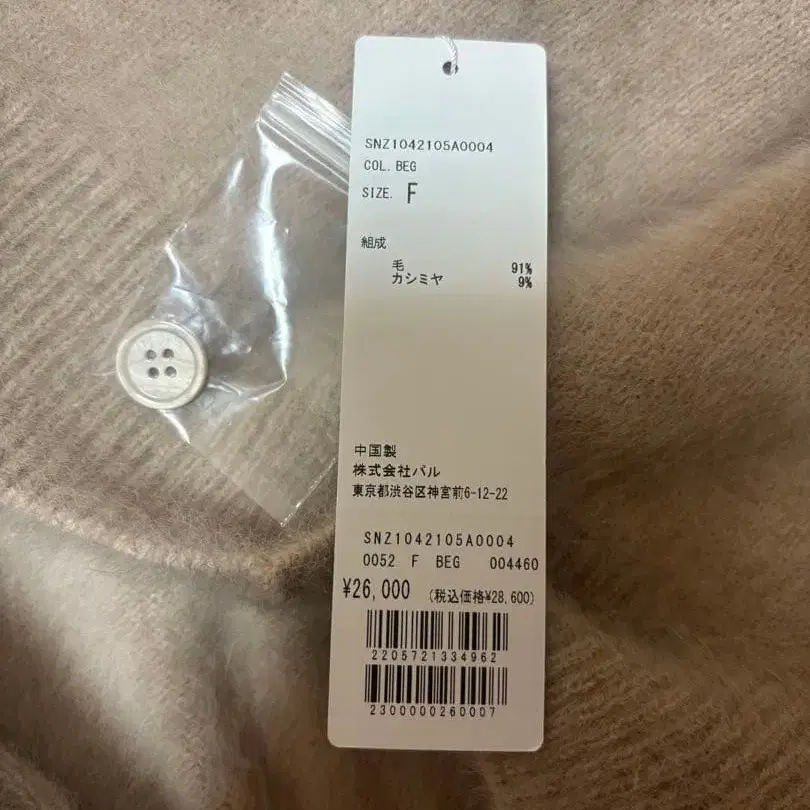 SNZ1042105A0004
COL. BEG
SIZE. F
組成
毛 91%
カシミヤ 9%
中国製
株式会社パル
東京都渋谷区神宮前6-12-22
SNZ1042105A0004
0052 F BEG 004460
¥26,000 (税込価格¥28,600)
2205721334962
2300000260007